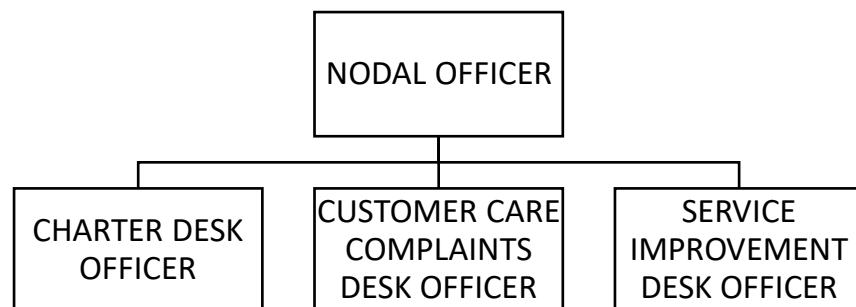 NODAL OFFICER
CHARTER DESK
OFFICER
CUSTOMER CARE
COMPLAINTS
DESK OFFICER
SERVICE
IMPROVEMENT
DESK OFFICER